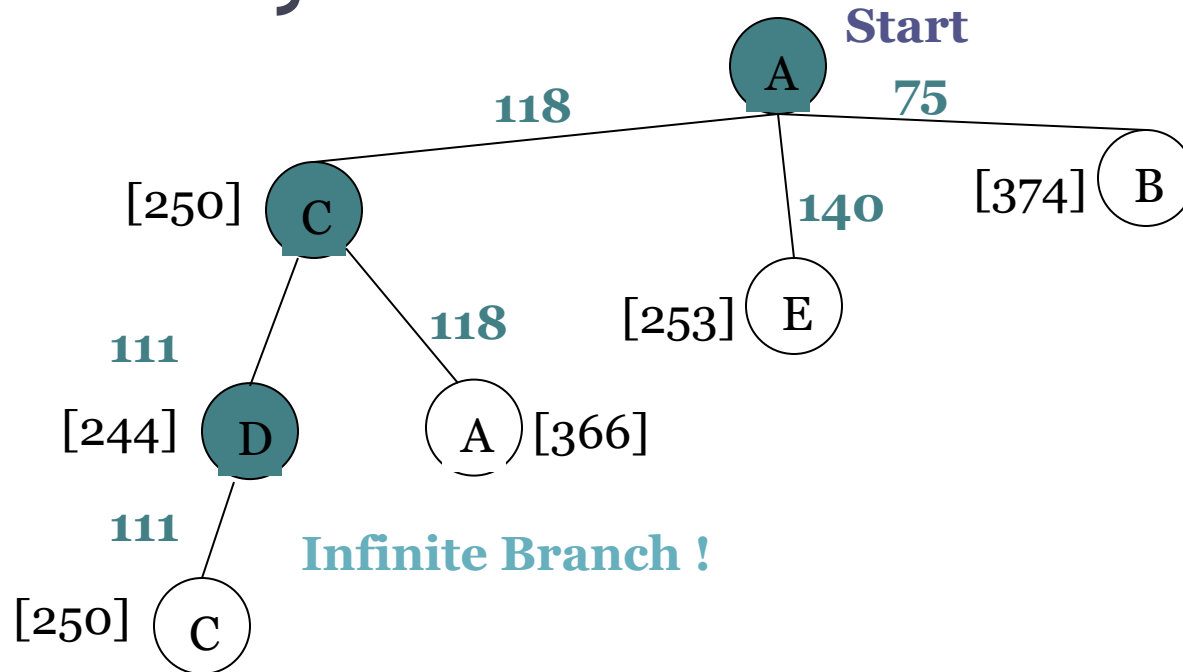 Start
A
118
75
[250]
C
140
[374]
B
[253]
E
111
118
[244]
D
A
[366]
111
Infinite Branch !
[250]
C